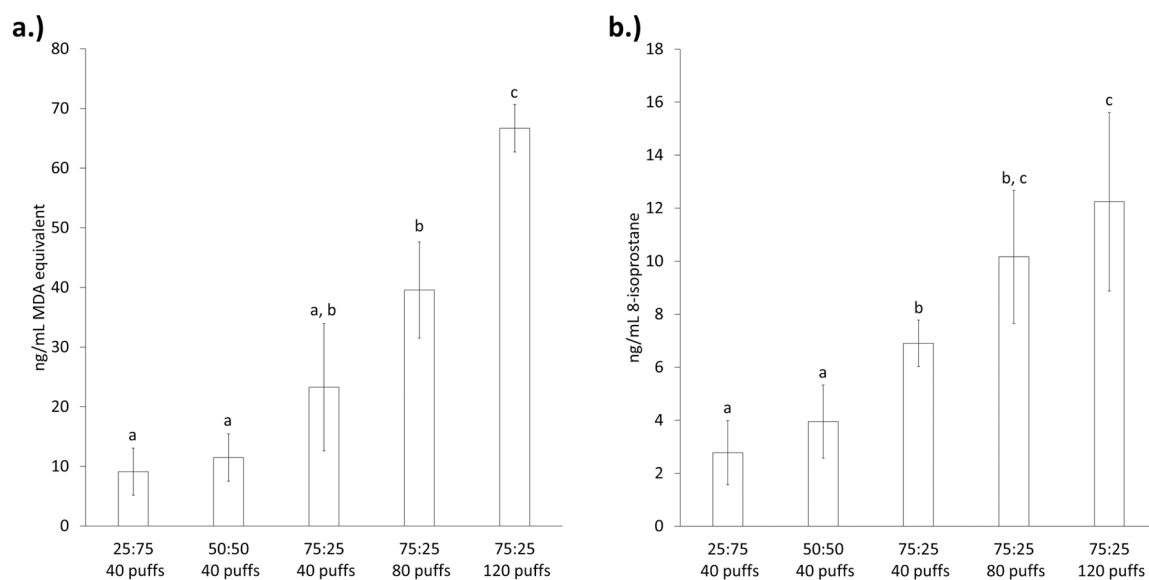 a.)
80
70
60
50
40
30
20
10
0
ng/mL MDA equivalent
a
a
a, b
b
c
25:75 50:50 75:25 75:25 75:25
40 puffs 40 puffs 40 puffs 80 puffs 120 puffs
b.)
18
16
14
12
10
8
6
4
2
0
ng/mL 8-isoprostane
a
a
b
b, c
c
25:75 50:50 75:25 75:25 75:25
40 puffs 40 puffs 40 puffs 80 puffs 120 puffs